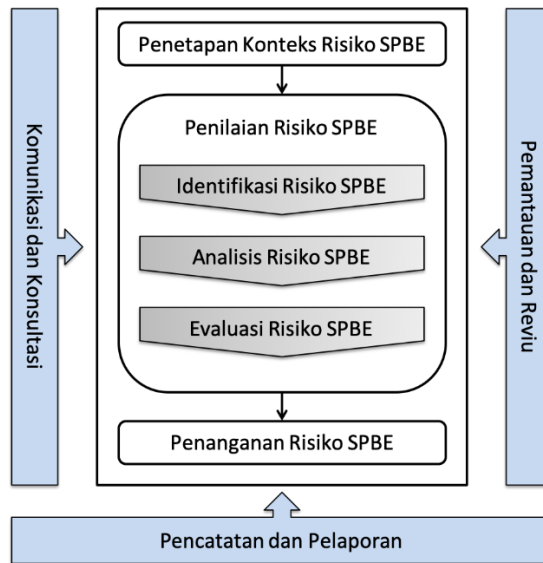 Penetapan Konteks Risiko SPBE
Komunikasi dan Konsultasi
Penilaian Risiko SPBE
Identifikasi Risiko SPBE
Analisis Risiko SPBE
Evaluasi Risiko SPBE
Pemantauan dan Reviu
Penanganan Risiko SPBE
Pencatatan dan Pelaporan